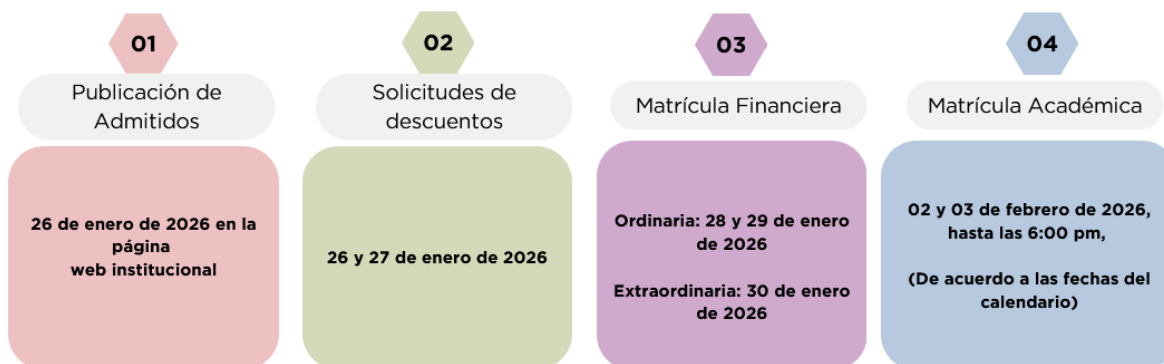 01
Publicación de
Admitidos
26 de enero de 2026 en la
página
web institucional
02
Solicitudes de
descuentos
26 y 27 de enero de 2026
03
Matrícula Financiera
Ordinaria: 28 y 29 de enero
de 2026
Extraordinaria: 30 de enero
de 2026
04
Matrícula Académica
02 y 03 de febrero de 2026,
hasta las 6:00 pm,
(De acuerdo a las fechas del
calendario)